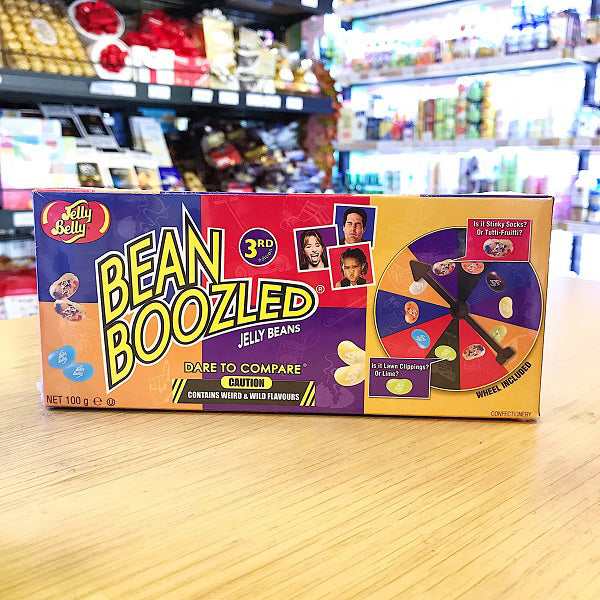 Jelly
Belly
BEAN
BOOZLED®
3RD
JELLY BEANS
DARE TO COMPARE®
CAUTION
CONTAINS WEIRD & WILD FLAVOURS
NET 100 g e U
Is it Stinky Socks?
Or Tutti-Fruitti?
Is it Lawn Clippings?
Or Lime?
WHEEL INCLUDED
CONFECTIONERY